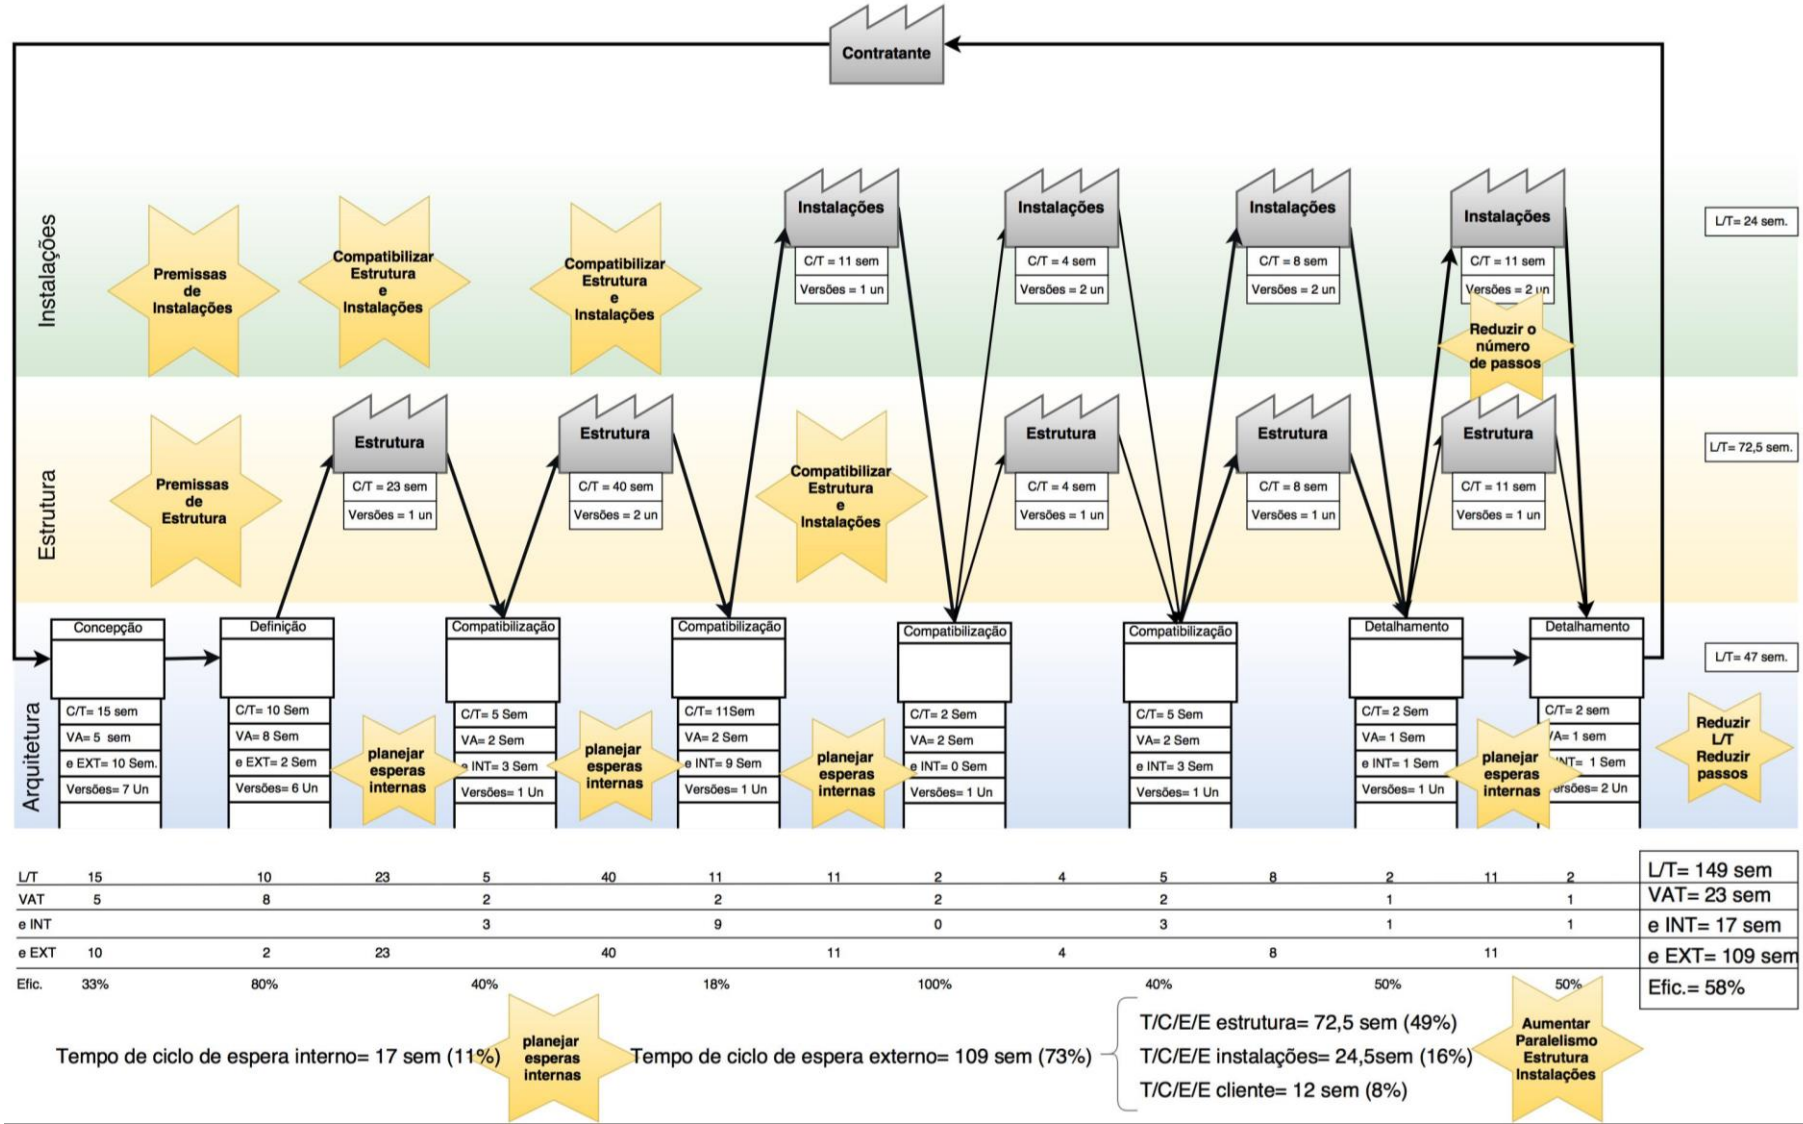 Contratante
Instalações
Premissas
de
Instalações
Compatibilizar
Estrutura
e
Instalações
Compatibilizar
Estrutura
e
Instalações
Instalações
C/T = 11 sem
Versões = 1 un
Instalações
C/T = 4 sem
Versões = 2 un
Instalações
C/T = 8 sem
Versões = 2 un
Instalações
C/T = 11 sem
Versões = 2 un
Reduzir o
número
de passos
L/T= 24 sem.
Estrutura
Premissas
de
Estrutura
Estrutura
C/T = 23 sem
Versões = 1 un
Estrutura
C/T = 40 sem
Versões = 2 un
Compatibilizar
Estrutura
e
Instalações
Estrutura
C/T = 4 sem
Versões = 1 un
Estrutura
C/T = 8 sem
Versões = 1 un
Estrutura
C/T = 11 sem
Versões = 1 un
L/T= 72,5 sem.
Arquitetura
Concepção
C/T= 15 sem
VA= 5 sem
e EXT= 10 Sem.
Versões= 7 Un
Definição
C/T= 10 Sem
VA= 8 Sem
e EXT= 2 Sem
Versões= 6 Un
planejar
esperas
internas
Compatibilização
C/T= 5 Sem
VA= 2 Sem
e INT= 3 Sem
Versões= 1 Un
planejar
esperas
internas
Compatibilização
C/T= 11Sem
VA= 2 Sem
e INT= 9 Sem
Versões= 1 Un
planejar
esperas
internas
Compatibilização
C/T= 2 Sem
VA= 2 Sem
e INT= 0 Sem
Versões= 1 Un
Compatibilização
C/T= 5 Sem
VA= 2 Sem
e INT= 3 Sem
Versões= 1 Un
Detalhamento
C/T= 2 Sem
VA= 1 Sem
e INT= 1 Sem
Versões= 1 Un
planejar
esperas
internas
Detalhamento
C/T= 2 sem
VA= 1 sem
INT= 1 Sem
ersões= 2 Un
L/T= 47 sem.
Reduzir
L/T
Reduzir
passos
L/T 15 10 23 5 40 11 11 2 4 5 8 2 11 2 L/T= 149 sem
VAT 5 8 2 2 2 2 1 1 VAT= 23 sem
e INT 3 9 0 3 1 1 e INT= 17 sem
e EXT 10 2 23 40 11 4 8 11 e EXT= 109 sem
Efic. 33% 80% 40% 18% 100% 40% 50% 50% Efic.= 58%
Tempo de ciclo de espera interno= 17 sem (11%)
planejar
esperas
internas
Tempo de ciclo de espera externo= 109 sem (73%)
T/C/E/E estrutura= 72,5 sem (49%)
T/C/E/E instalações= 24,5sem (16%)
T/C/E/E cliente= 12 sem (8%)
Aumentar
Paralelismo
Estrutura
Instalações